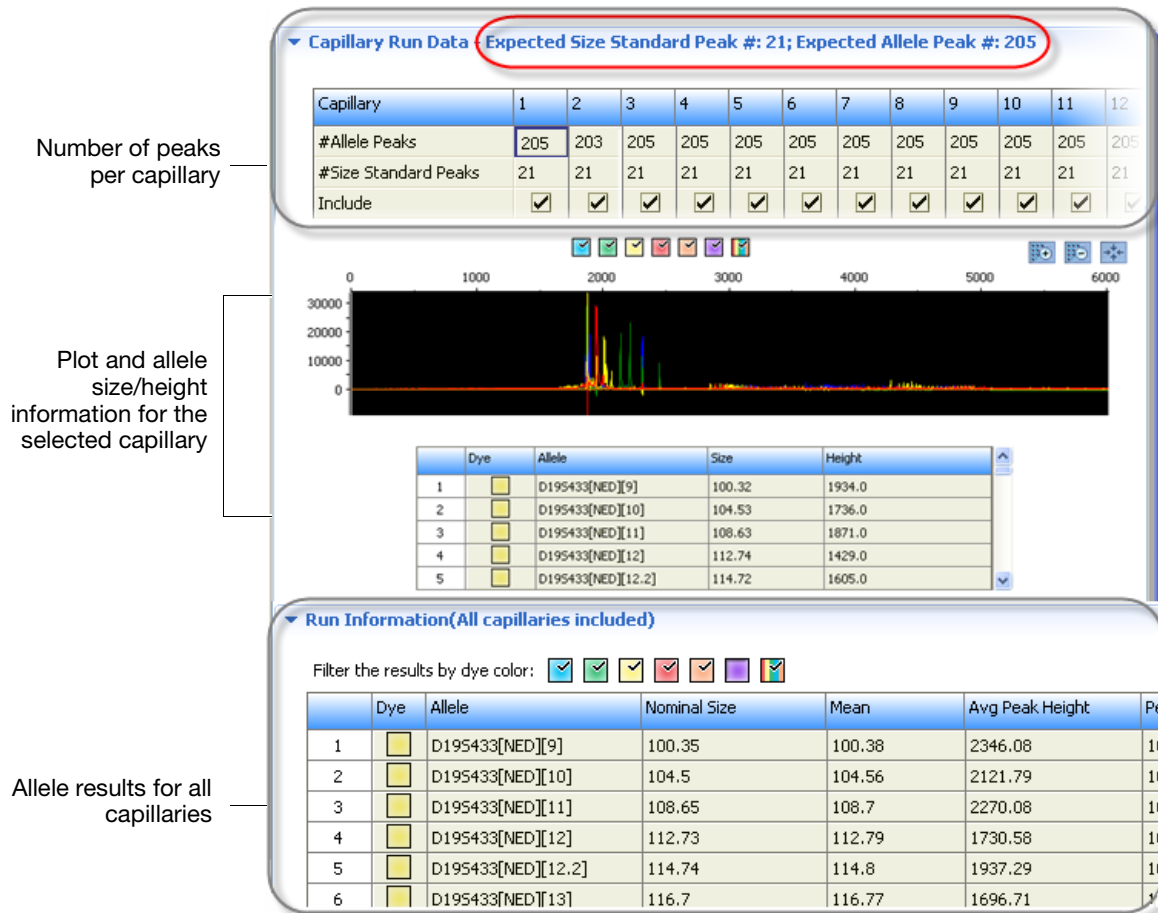 Capillary Run Data - Expected Size Standard Peak #: 21; Expected Allele Peak #: 205
Capillary 1 2 3 4 5 6 7 8 9 10 11 12
#Allele Peaks 205 203 205 205 205 205 205 205 205 205 205 205
#Size Standard Peaks 21 21 21 21 21 21 21 21 21 21 21 21
Include
Number of peaks
per capillary
0 1000 2000 3000 4000 5000 6000
30000
20000
10000
0
Plot and allele
size/height
information for the
selected capillary
Dye Allele Size Height
1 D19S433[NED][9] 100.32 1934.0
2 D19S433[NED][10] 104.53 1736.0
3 D19S433[NED][11] 108.63 1871.0
4 D19S433[NED][12] 112.74 1429.0
5 D19S433[NED][12.2] 114.72 1605.0
Run Information(All capillaries included)
Filter the results by dye color:
Dye Allele Nominal Size Mean Avg Peak Height
1 D19S433[NED][9] 100.35 100.38 2346.08
2 D19S433[NED][10] 104.5 104.56 2121.79
3 D19S433[NED][11] 108.65 108.7 2270.08
4 D19S433[NED][12] 112.73 112.79 1730.58
5 D19S433[NED][12.2] 114.74 114.8 1937.29
6 D19S433[NED][13] 116.7 116.77 1696.71
Allele results for all
capillaries